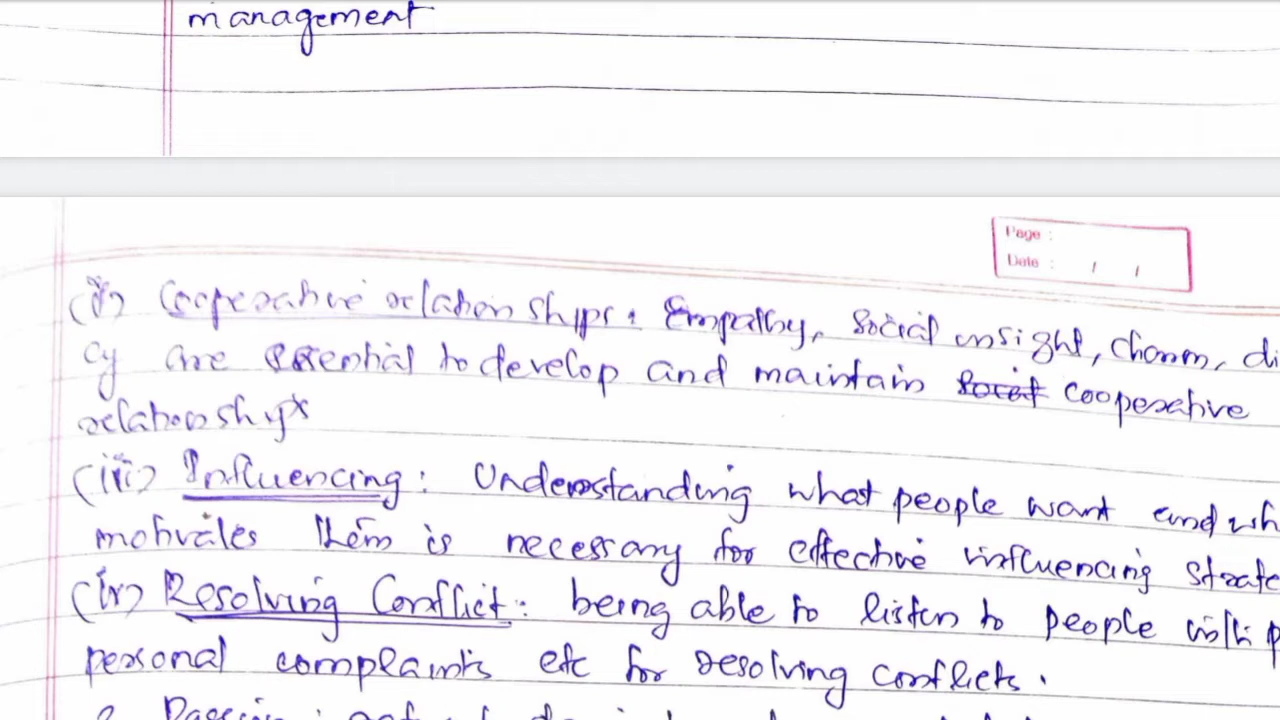 management
Page :
Date : / /
(i) Cooperative relationships: Empathy, social insight, charm, di
cy are essential to develop and maintain cooperative
relationships
(iii) Influencing: Understanding what people want and wh
motivates them is necessary for effective influencing strate
(iv) Resolving Conflict: being able to listen to people with p
personal complaints etc for resolving conflicts.
2. Passion: